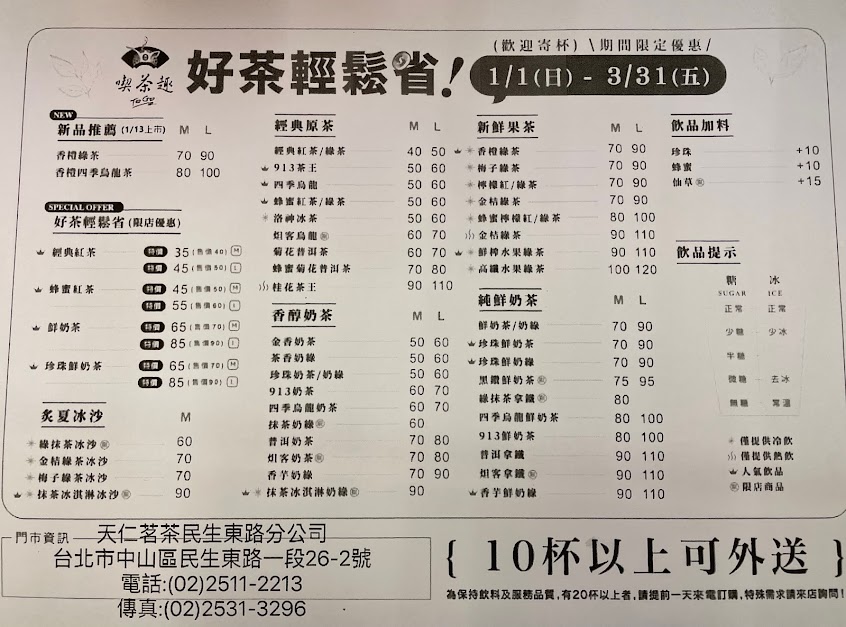 喫茶趣
ToGo
好茶輕鬆省!
(歡迎寄杯) \期間限定優惠/
1/1(日) - 3/31(五)
NEW
新品推薦 (1/13上市) M L
香橙綠茶 70 90
香橙四季烏龍茶 80 100
SPECIAL OFFER
好茶輕鬆省 (限店優惠)
經典紅茶 特價 35 (售價40) M
特價 45 (售價50) L
蜂蜜紅茶 特價 45 (售價50) M
特價 55 (售價60) L
鮮奶茶 特價 65 (售價70) M
特價 85 (售價90) L
珍珠鮮奶茶 特價 65 (售價70) M
特價 85 (售價90) L
炙夏冰沙 M
綠抹茶冰沙 限 60
金桔綠茶冰沙 70
梅子綠茶冰沙 70
抹茶冰淇淋冰沙 限 90
經典原茶 M L
經典紅茶/綠茶 40 50
913茶王 50 60
四季烏龍 50 60
蜂蜜紅茶/綠茶 50 60
洛神冰茶 50 60
炟客烏龍 限 60 70
菊花普洱茶 60 70
蜂蜜菊花普洱茶 70 80
桂花茶王 90 110
香醇奶茶 M L
金香奶茶 50 60
茶香奶綠 50 60
珍珠奶茶/奶綠 50 60
913奶茶 60 70
四季烏龍奶茶 60 70
抹茶奶綠 限 60
普洱奶茶 70 80
炟客奶茶 限 70 80
香芋奶綠 70 90
抹茶冰淇淋奶綠 限 90
新鮮果茶 M L
香橙綠茶 70 90
梅子綠茶 70 90
檸檬紅/綠茶 70 90
金桔綠茶 70 90
蜂蜜檸檬紅/綠茶 80 100
金桔綠茶 90 110
鮮榨水果綠茶 90 110
高纖水果綠茶 100 120
純鮮奶茶 M L
鮮奶茶/奶綠 70 90
珍珠鮮奶茶 70 90
珍珠鮮奶綠 70 90
黑鑽鮮奶茶 限 75 95
綠抹茶拿鐵 限 80
四季烏龍鮮奶茶 80 100
913鮮奶茶 80 100
普洱拿鐵 90 110
炟客拿鐵 限 90 110
香芋鮮奶綠 90 110
飲品加料
珍珠 +10
蜂蜜 +10
仙草 限 +15
飲品提示
糖 冰
SUGAR ICE
正常 正常
少糖 少冰
半糖
微糖 去冰
無糖 常溫
僅提供冷飲
僅提供熱飲
人氣飲品
限 限店商品
門市資訊
天仁茗茶民生東路分公司
台北市中山區民生東路一段26-2號
電話:(02)2511-2213
傳真:(02)2531-3296
{ 10杯以上可外送 }
為保持飲料及服務品質,有20杯以上者,請提前一天來電訂購,特殊需求請來店詢問!